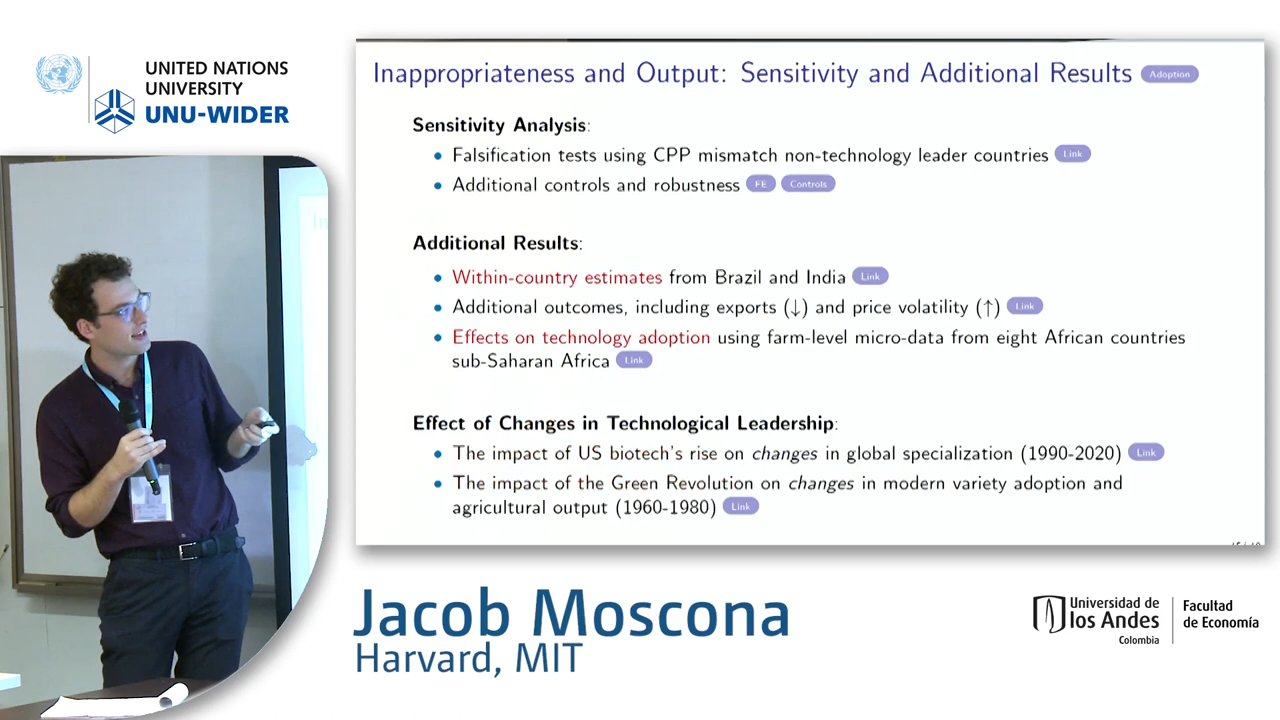 UNITED NATIONS
UNIVERSITY
UNU-WIDER
Inappropriateness and Output: Sensitivity and Additional Results Adoption
Sensitivity Analysis:
• Falsification tests using CPP mismatch non-technology leader countries Link
• Additional controls and robustness FE Controls
Additional Results:
• Within-country estimates from Brazil and India Link
• Additional outcomes, including exports (↓) and price volatility (↑) Link
• Effects on technology adoption using farm-level micro-data from eight African countries
sub-Saharan Africa Link
Effect of Changes in Technological Leadership:
• The impact of US biotech's rise on changes in global specialization (1990-2020) Link
• The impact of the Green Revolution on changes in modern variety adoption and
agricultural output (1960-1980) Link
Jacob Moscona
Harvard, MIT
Universidad de
los Andes
Colombia
Facultad
de Economía